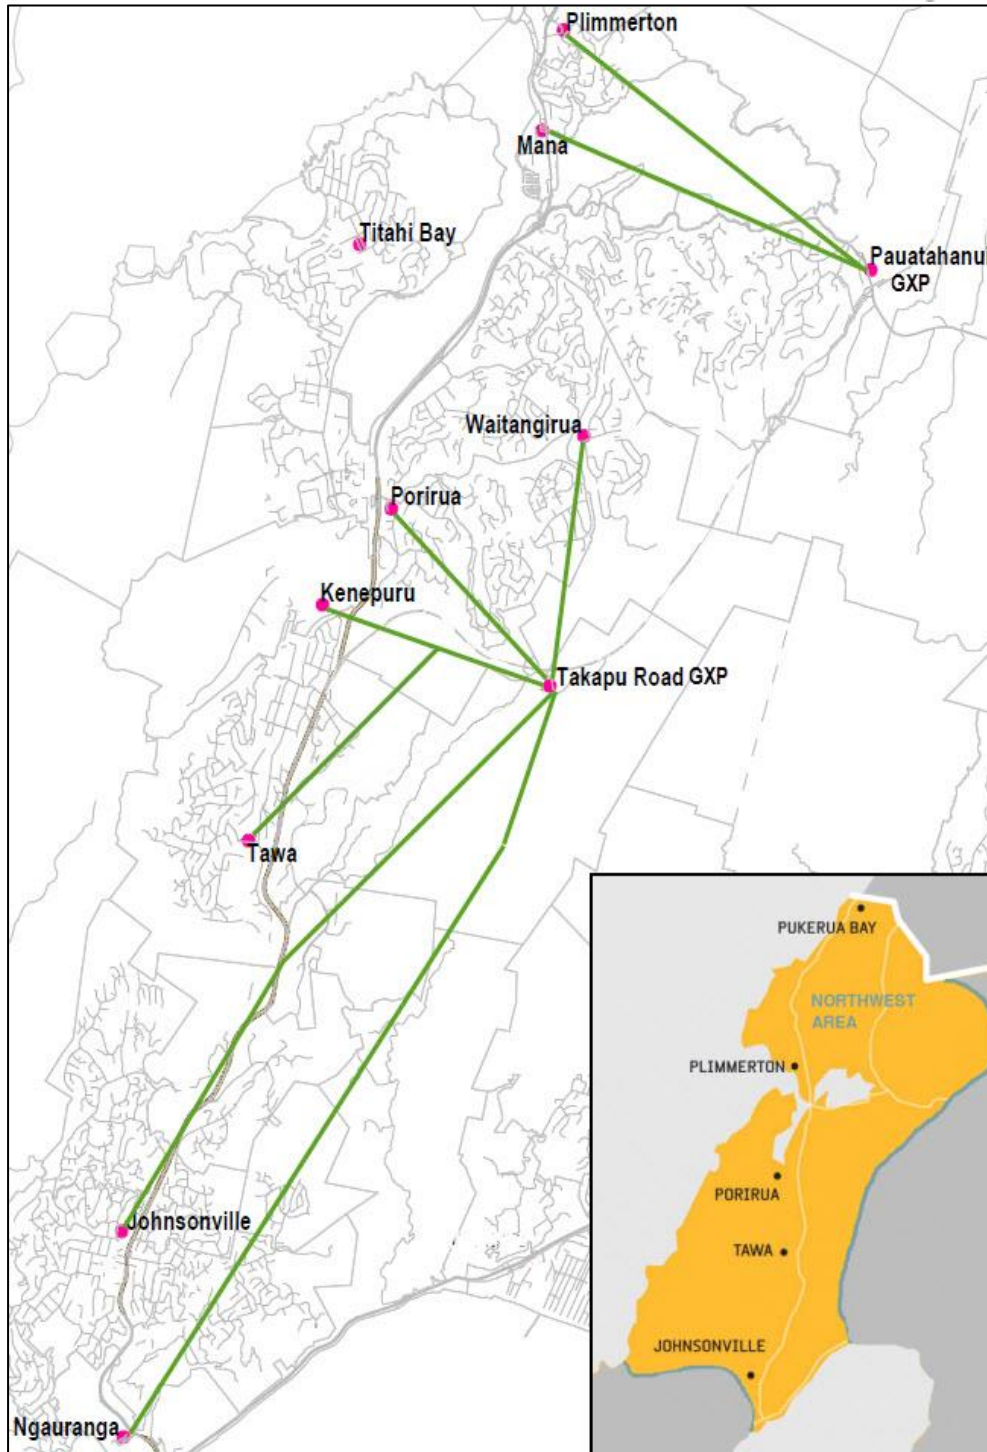 Plimmerton
Mana
Titahi Bay
Pauatahanui
GXP
Waitangirua
Porirua
Kenepuru
Takapu Road GXP
Tawa
Johnsonville
Ngauranga
PUKERUA BAY
NORTHWEST
AREA
PLIMMERTON
PORIRUA
TAWA
JOHNSONVILLE